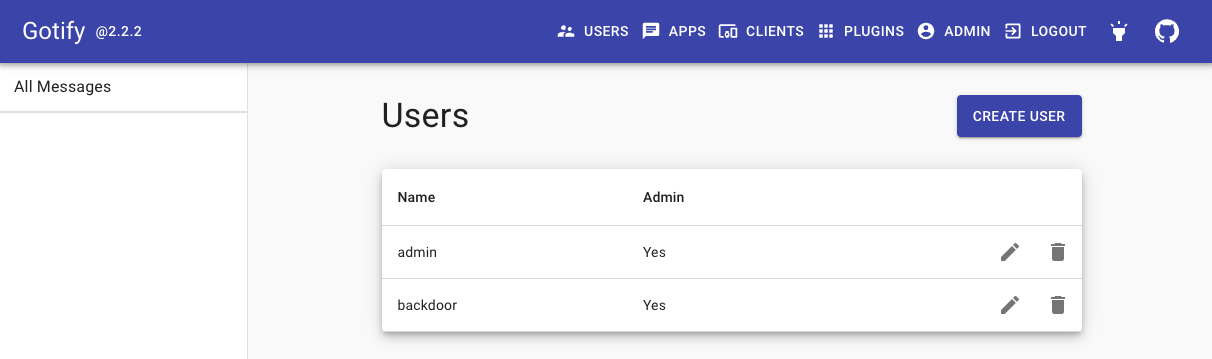 Gotify @2.2.2 USERS APPS CLIENTS PLUGINS ADMIN LOGOUT
All Messages
Users
CREATE USER
Name Admin
admin Yes
backdoor Yes